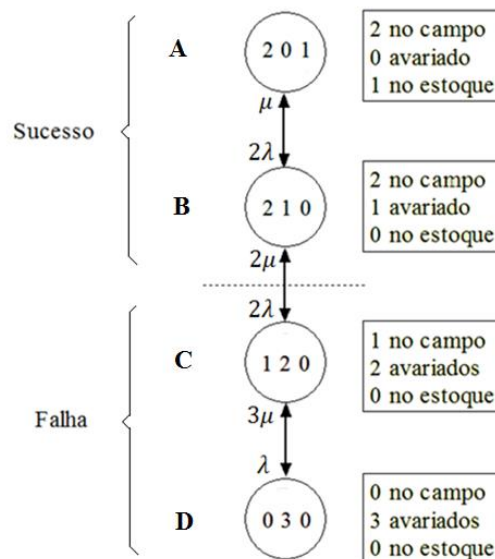 A
2 0 1
2 no campo
0 avariado
1 no estoque
μ
Sucesso
2λ
B
2 1 0
2 no campo
1 avariado
0 no estoque
2μ
2λ
C
1 2 0
1 no campo
2 avariados
0 no estoque
Falha
3μ
λ
D
0 3 0
0 no campo
3 avariados
0 no estoque